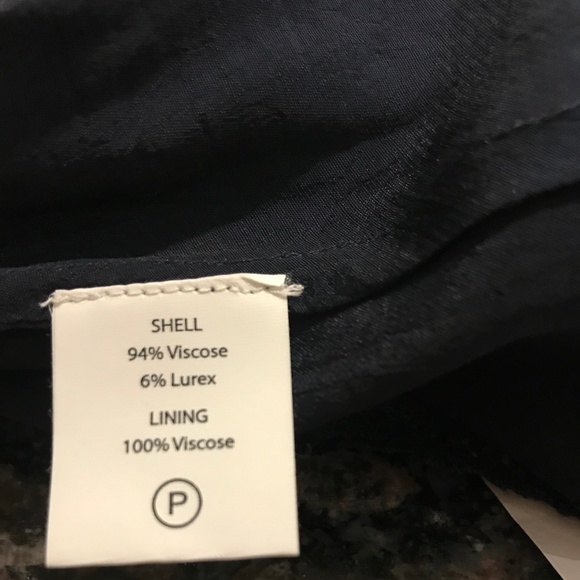 SHELL
94% Viscose
6% Lurex
LINING
100% Viscose
P